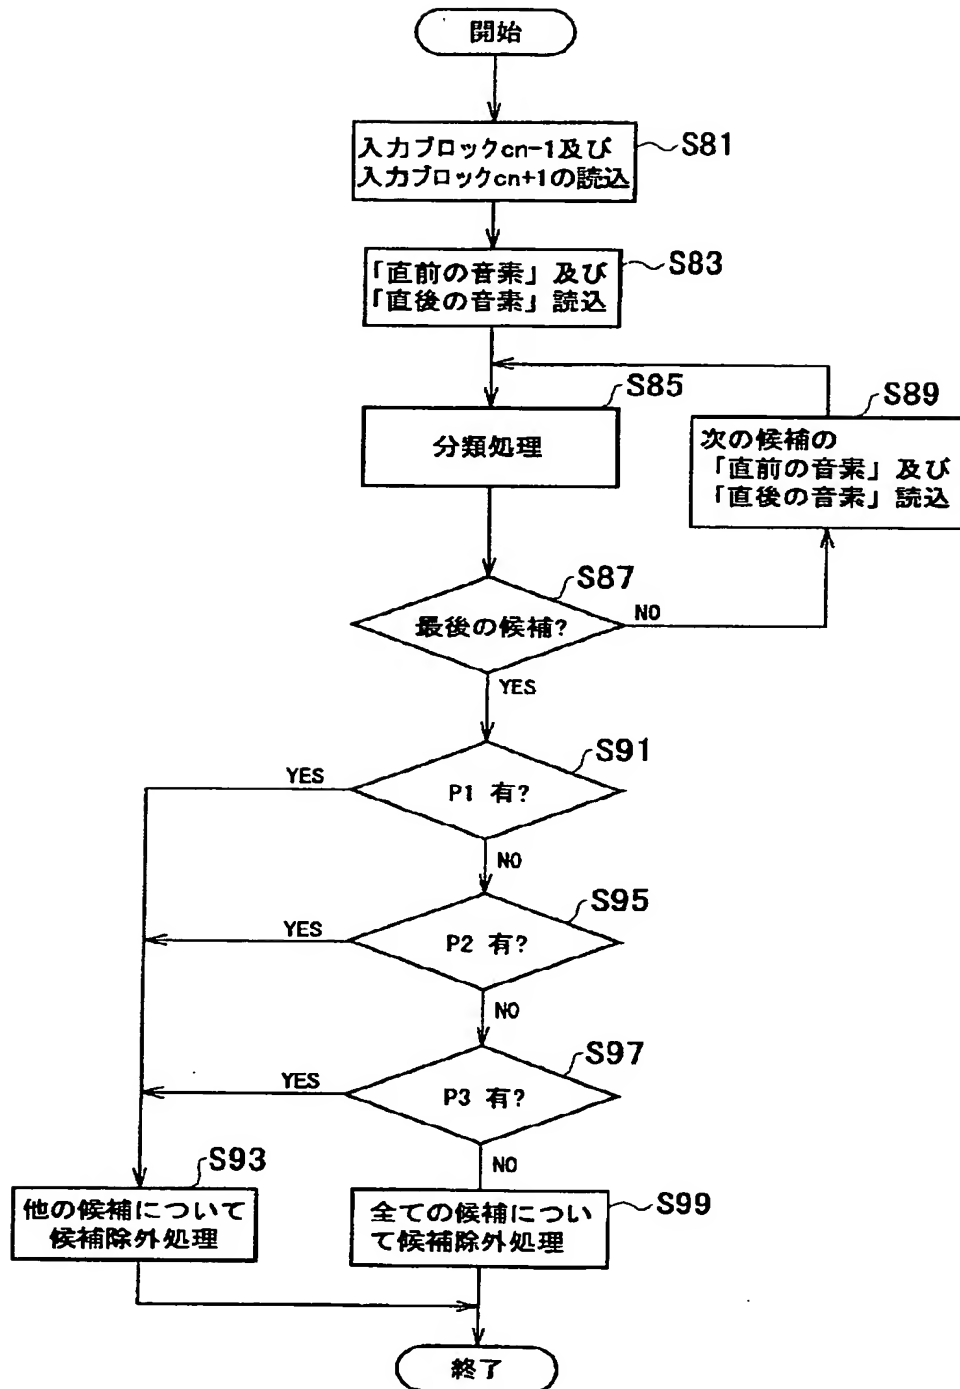 開始
入力ブロックcn-1及び
入力ブロックcn+1の読込
S81
「直前の音素」及び
「直後の音素」読込
S83
分類処理
S85
次の候補の
「直前の音素」及び
「直後の音素」読込
S89
最後の候補?
S87
NO
YES
P1 有?
S91
YES
NO
P2 有?
S95
YES
NO
P3 有?
S97
YES
NO
他の候補について
候補除外処理
S93
全ての候補につい
て候補除外処理
S99
終了